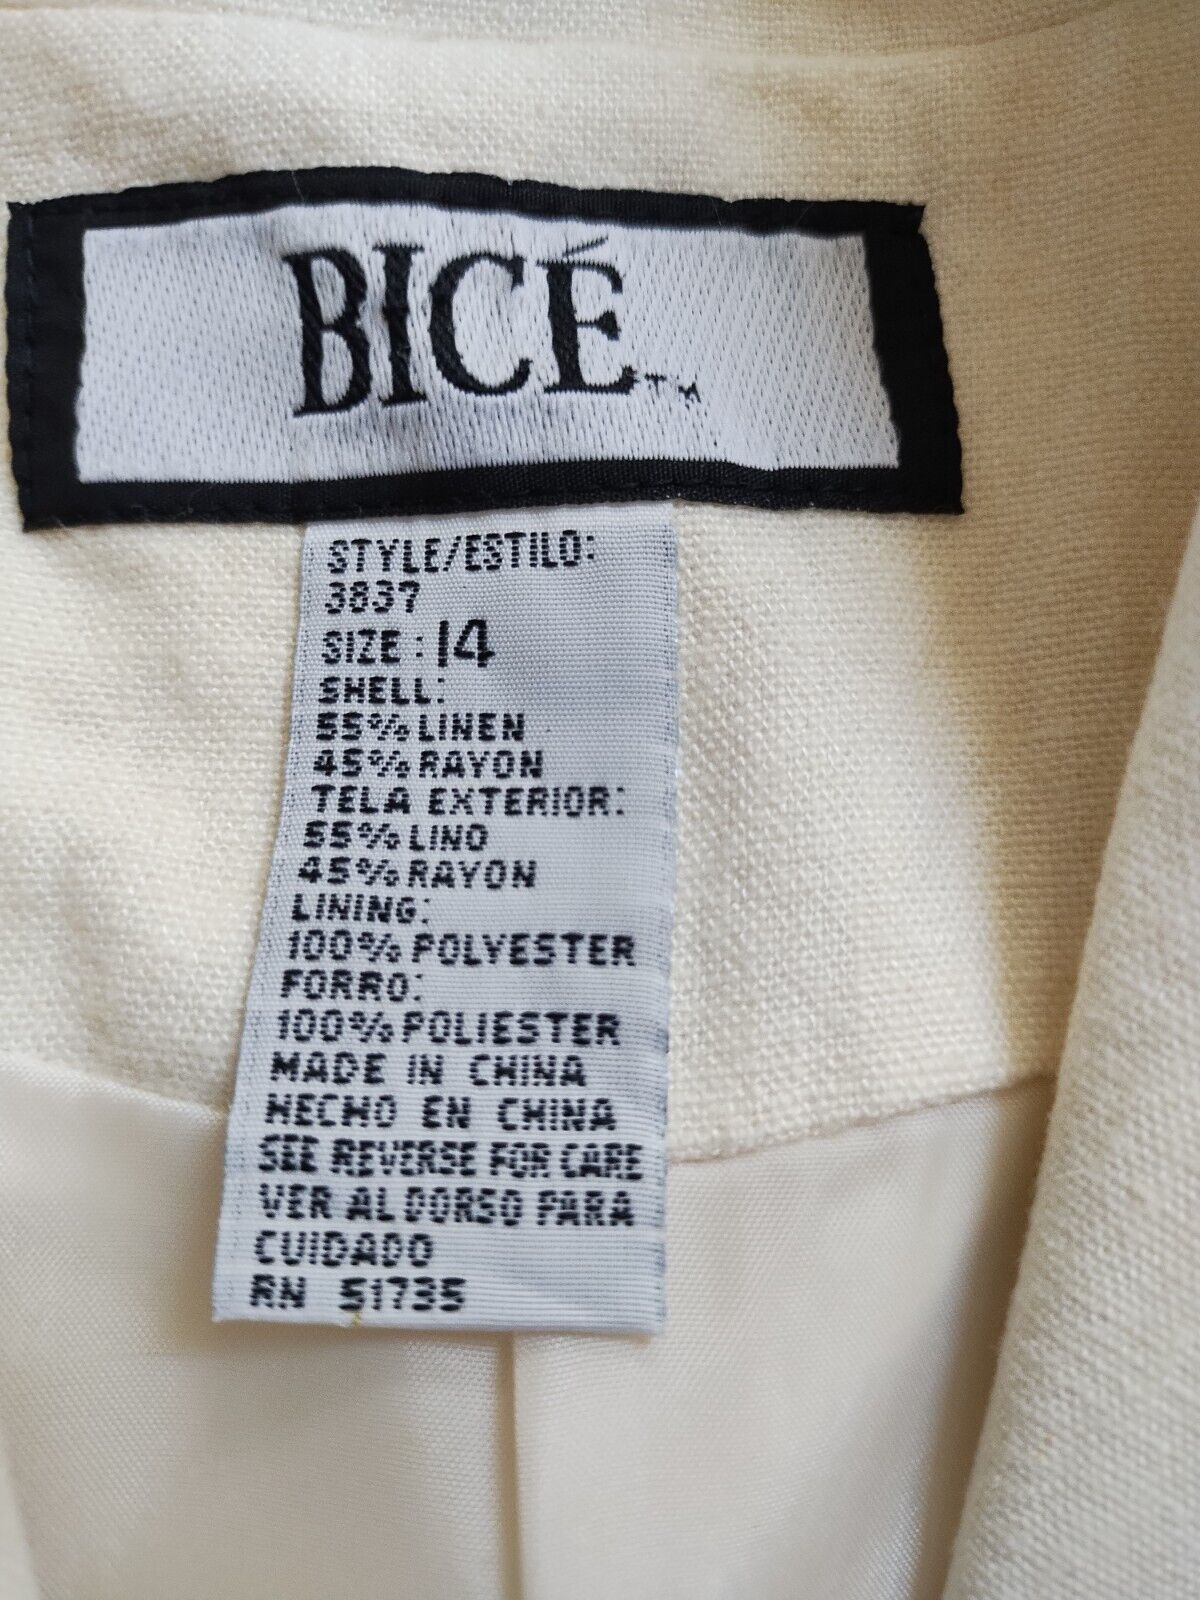 BICÉ™
STYLE/ESTILO:
3837
SIZE: 14
SHELL:
55% LINEN
45% RAYON
TELA EXTERIOR:
55% LINO
45% RAYON
LINING:
100% POLYESTER
FORRO:
100% POLIESTER
MADE IN CHINA
HECHO EN CHINA
SEE REVERSE FOR CARE
VER AL DORSO PARA
CUIDADO
RN 51735